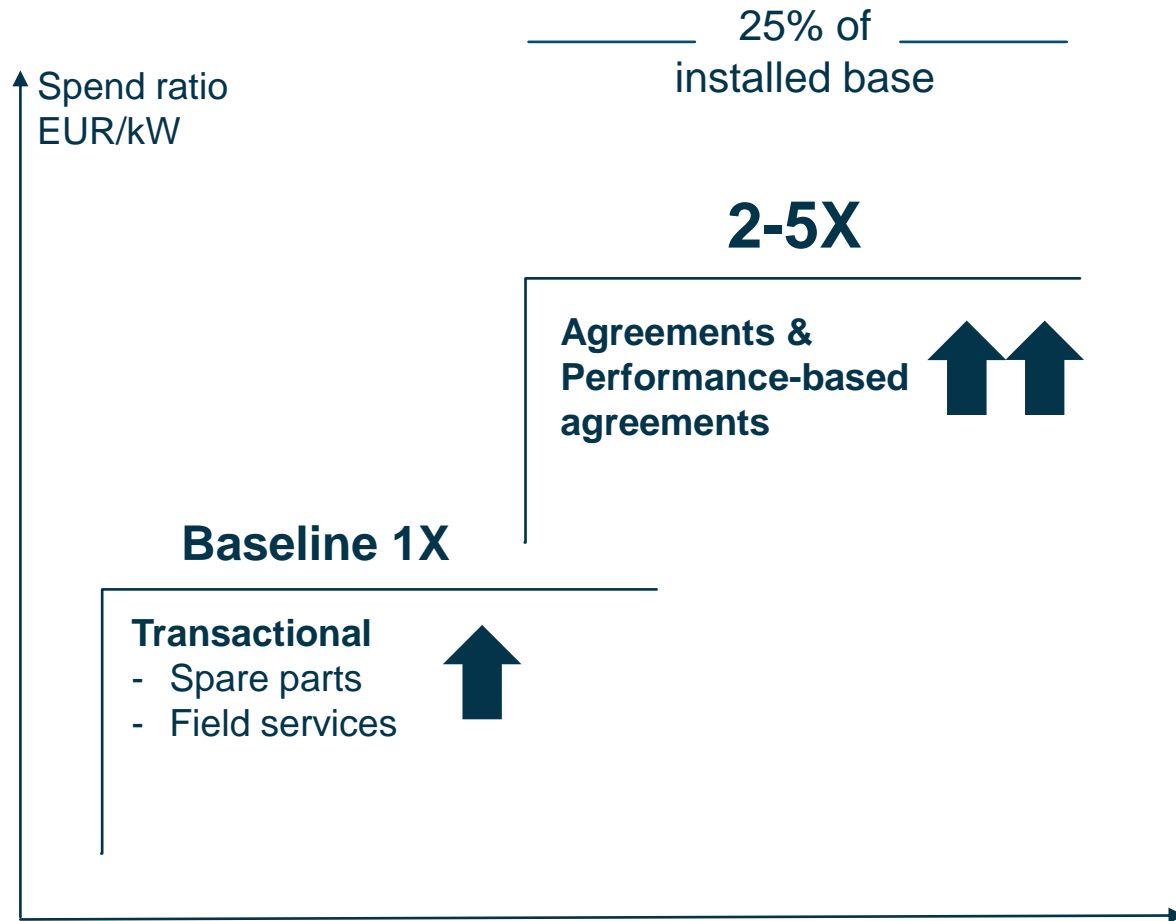 25% of
installed base
Spend ratio
EUR/kW
2-5X
Agreements &
Performance-based
agreements
Baseline 1X
Transactional
- Spare parts
- Field services